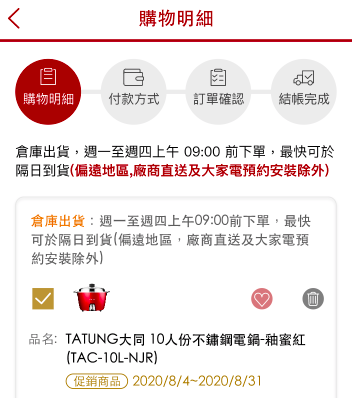 購物明細
購物明細
付款方式
訂單確認
結帳完成
倉庫出貨，週一至週四上午 09:00 前下單，最快可於
隔日到貨(偏遠地區,廠商直送及大家電預約安裝除外)
倉庫出貨：週一至週四上午09:00前下單，最快
可於隔日到貨(偏遠地區，廠商直送及大家電預
約安裝除外)
品名: TATUNG大同 10人份不鏽鋼電鍋-釉蜜紅
(TAC-10L-NJR)
促銷商品 2020/8/4~2020/8/31